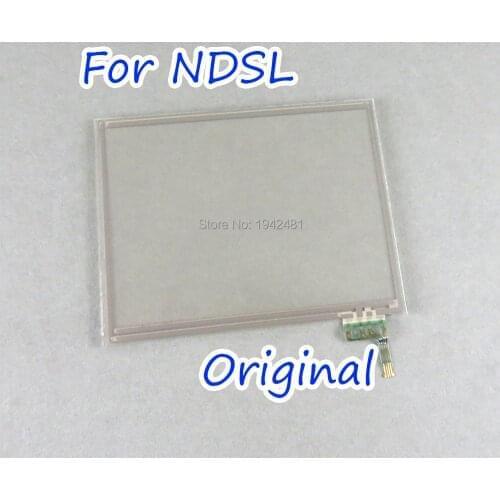 For NDSL
Store No: 1942481
Original